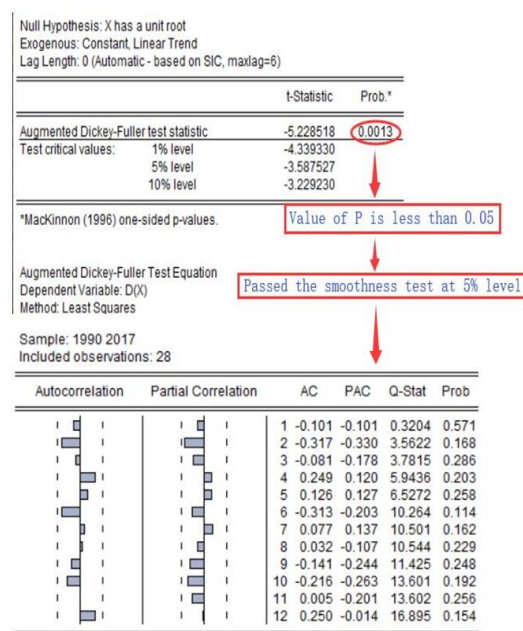 Null Hypothesis: X has a unit root
Exogenous: Constant, Linear Trend
Lag Length: 0 (Automatic - based on SIC, maxlag=6)
t-Statistic Prob.*
Augmented Dickey-Fuller test statistic -5.228518 0.0013
Test critical values: 1% level -4.339330
5% level -3.587527
10% level -3.229230
*MacKinnon (1996) one-sided p-values.
Value of P is less than 0.05
Augmented Dickey-Fuller Test Equation
Dependent Variable: D(X)
Method: Least Squares
Passed the smoothness test at 5% level
Sample: 1990 2017
Included observations: 28
Autocorrelation Partial Correlation AC PAC Q-Stat Prob
1 -0.101 -0.101 0.3204 0.571
2 -0.317 -0.330 3.5622 0.168
3 -0.081 -0.178 3.7815 0.286
4 0.249 0.120 5.9436 0.203
5 0.126 0.127 6.5272 0.258
6 -0.313 -0.203 10.264 0.114
7 0.077 0.137 10.501 0.162
8 0.032 -0.107 10.544 0.229
9 -0.141 -0.244 11.425 0.248
10 -0.216 -0.263 13.601 0.192
11 0.005 -0.201 13.602 0.256
12 0.250 -0.014 16.895 0.154